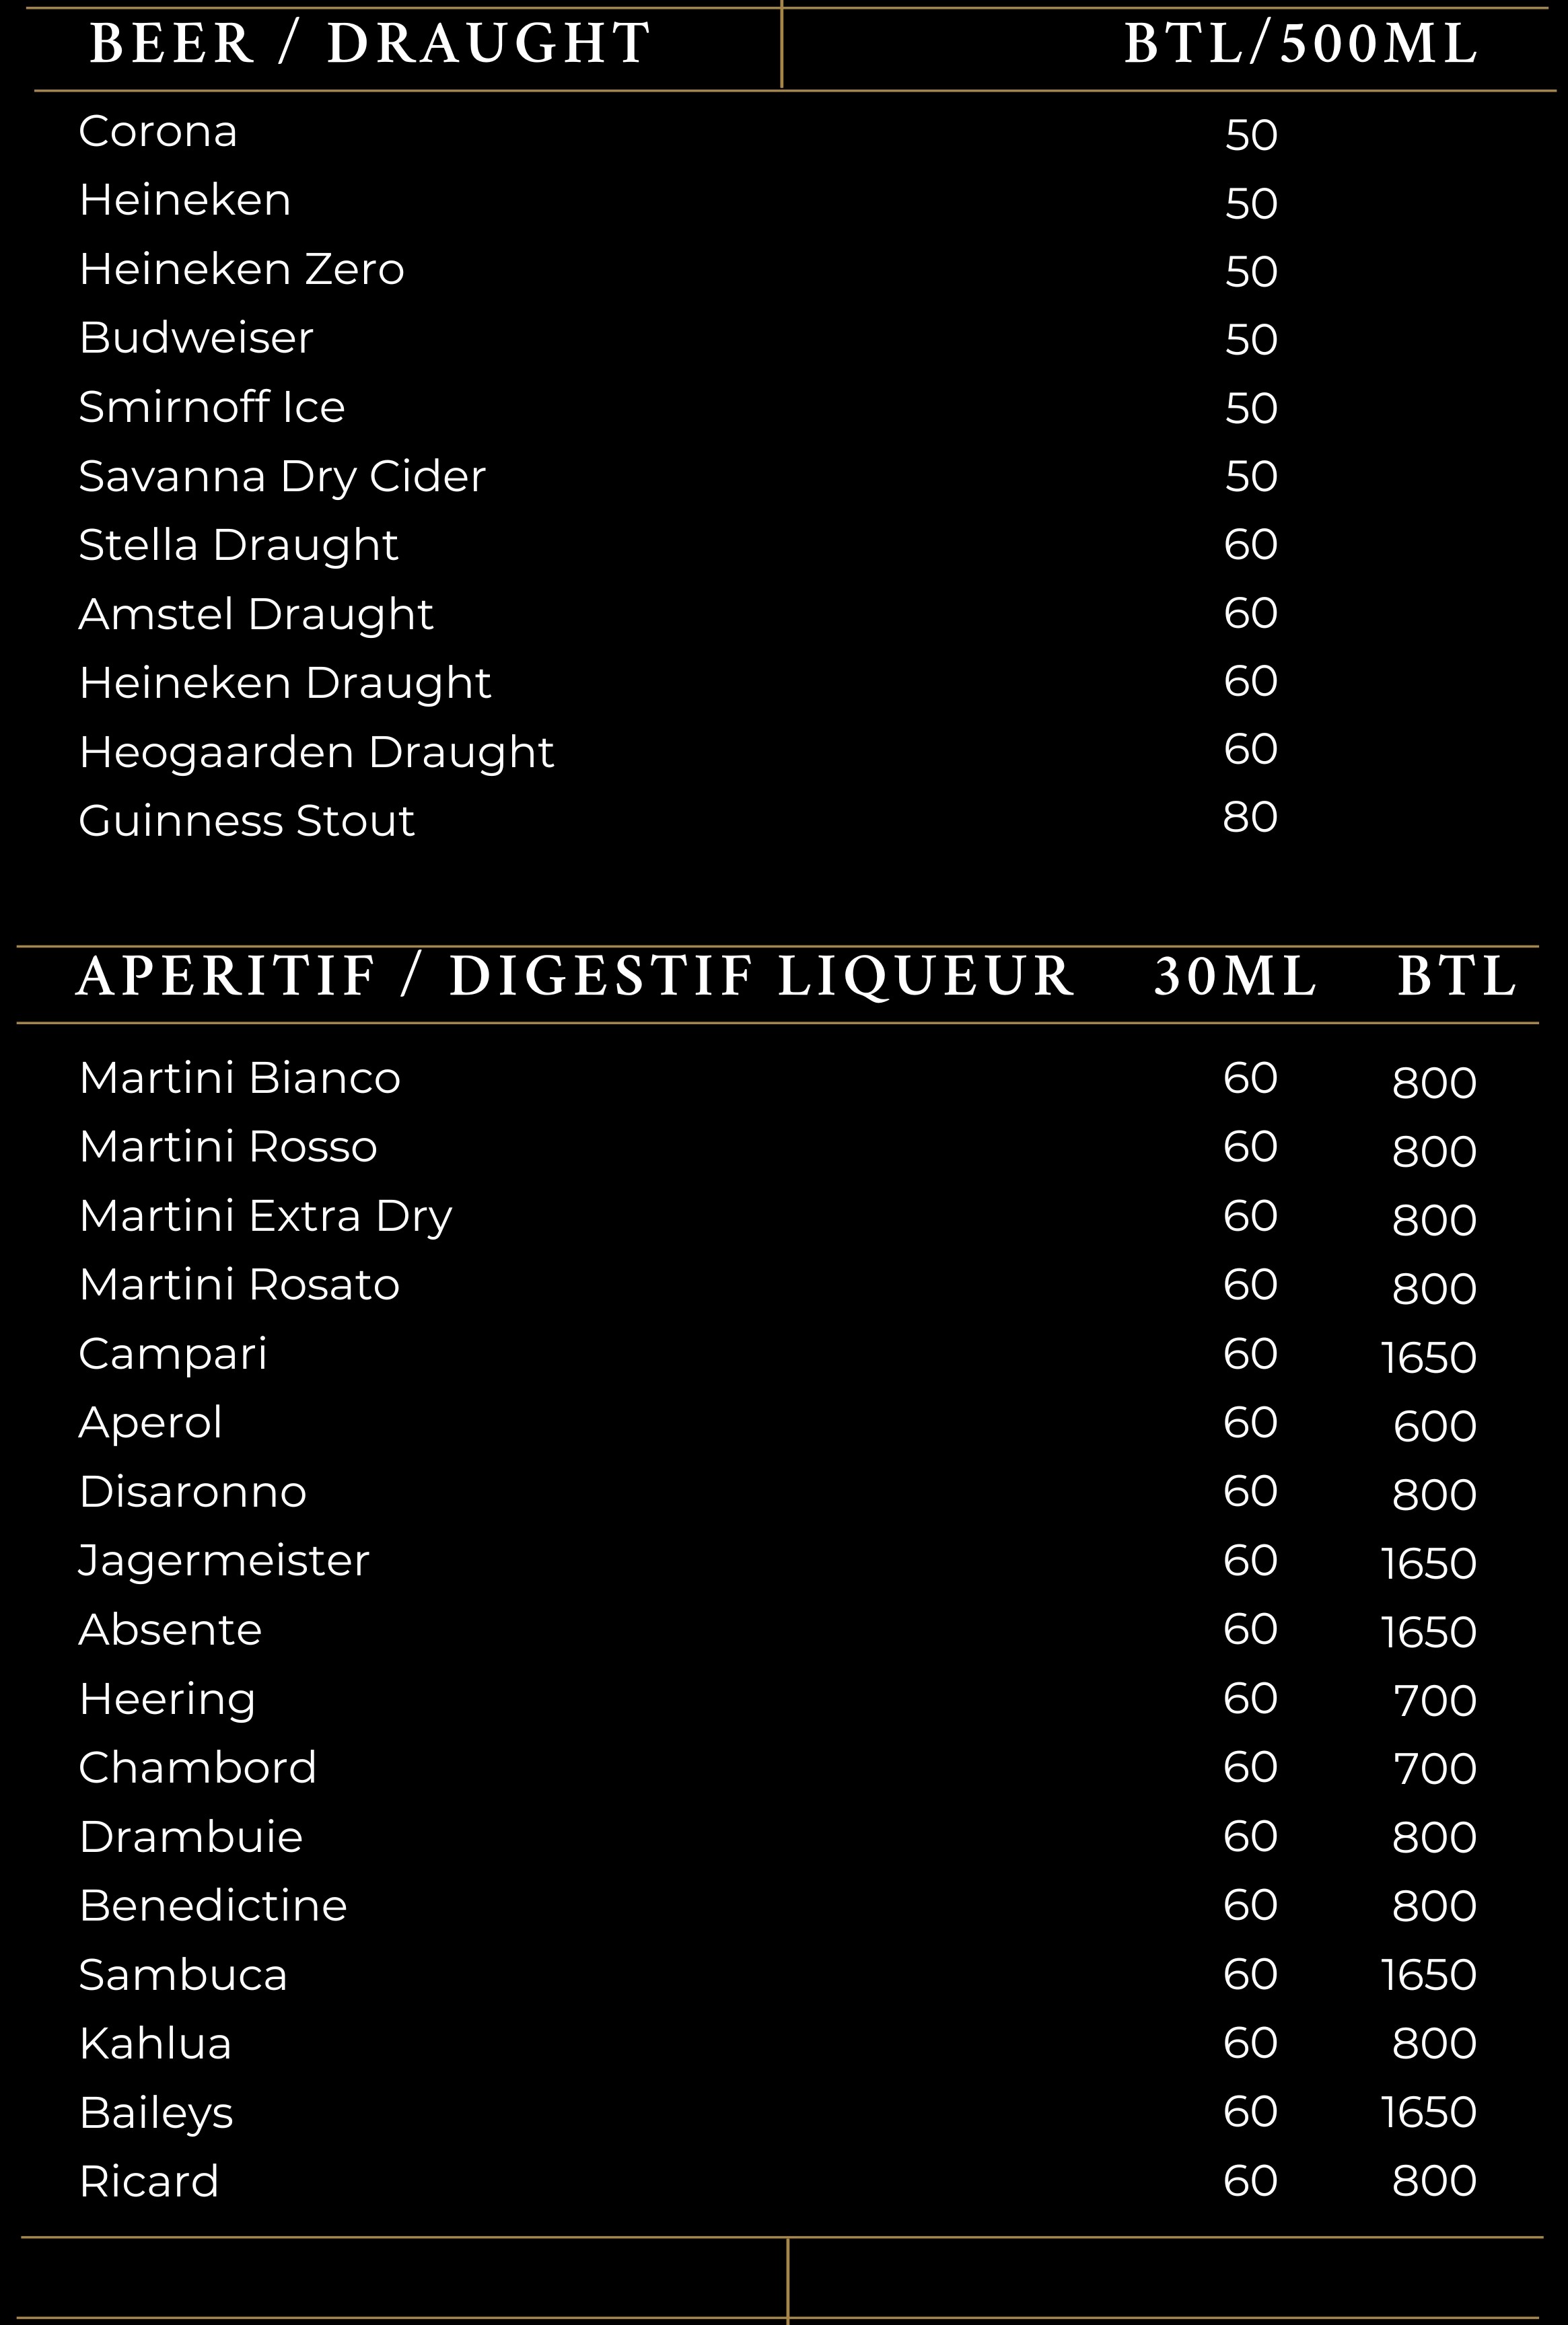 BEER / DRAUGHT BTL/500ML
Corona 50
Heineken 50
Heineken Zero 50
Budweiser 50
Smirnoff Ice 50
Savanna Dry Cider 50
Stella Draught 60
Amstel Draught 60
Heineken Draught 60
Heogaarden Draught 60
Guinness Stout 80
APERITIF / DIGESTIF LIQUEUR 30ML BTL
Martini Bianco 60 800
Martini Rosso 60 800
Martini Extra Dry 60 800
Martini Rosato 60 800
Campari 60 1650
Aperol 60 600
Disaronno 60 800
Jagermeister 60 1650
Absente 60 1650
Heering 60 700
Chambord 60 700
Drambuie 60 800
Benedictine 60 800
Sambuca 60 1650
Kahlua 60 800
Baileys 60 1650
Ricard 60 800